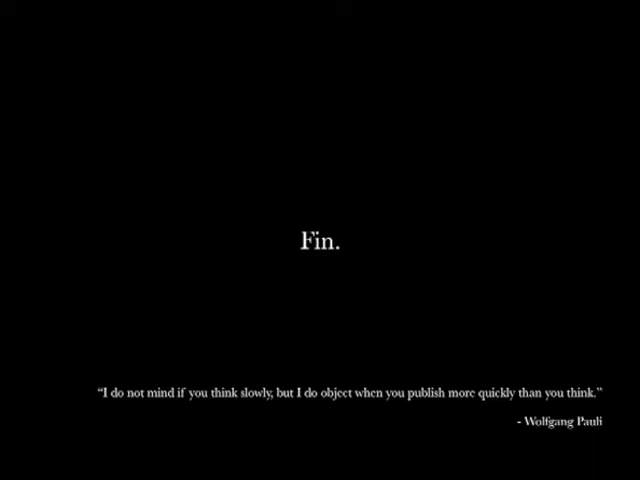 Fin.
“I do not mind if you think slowly, but I do object when you publish more quickly than you think.”
- Wolfgang Pauli